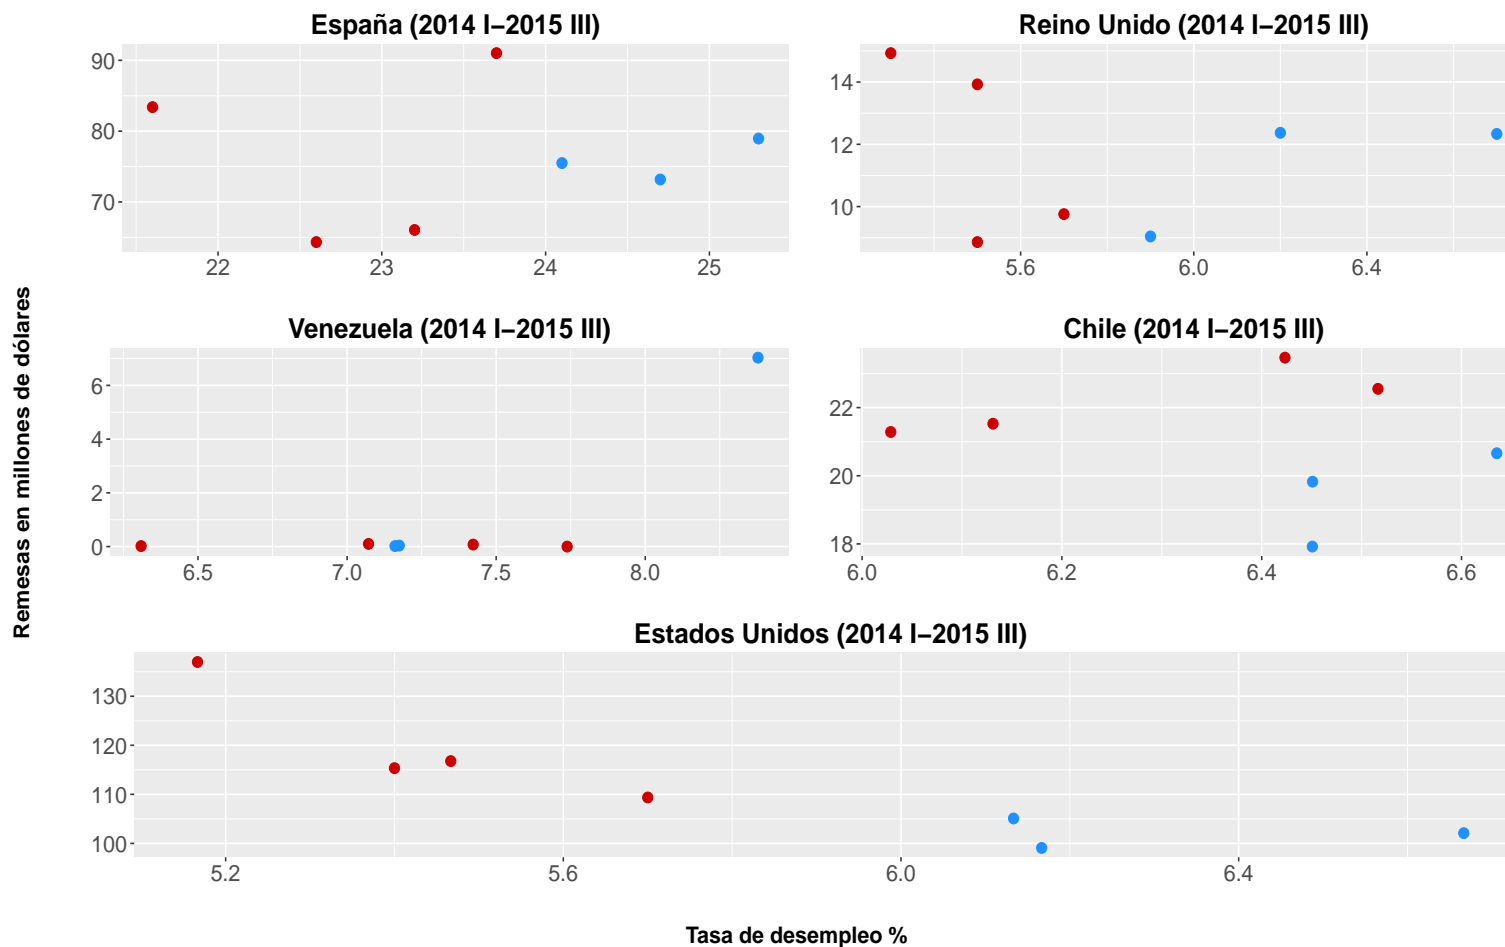 España (2014 I–2015 III)
Reino Unido (2014 I–2015 III)
90
80
70
22 23 24 25
14
12
10
5.6 6.0 6.4
Remesas en millones de dólares
Venezuela (2014 I–2015 III)
Chile (2014 I–2015 III)
6
4
2
0
6.5 7.0 7.5 8.0
22
20
18
6.0 6.2 6.4 6.6
Estados Unidos (2014 I–2015 III)
130
120
110
100
5.2 5.6 6.0 6.4
Tasa de desempleo %